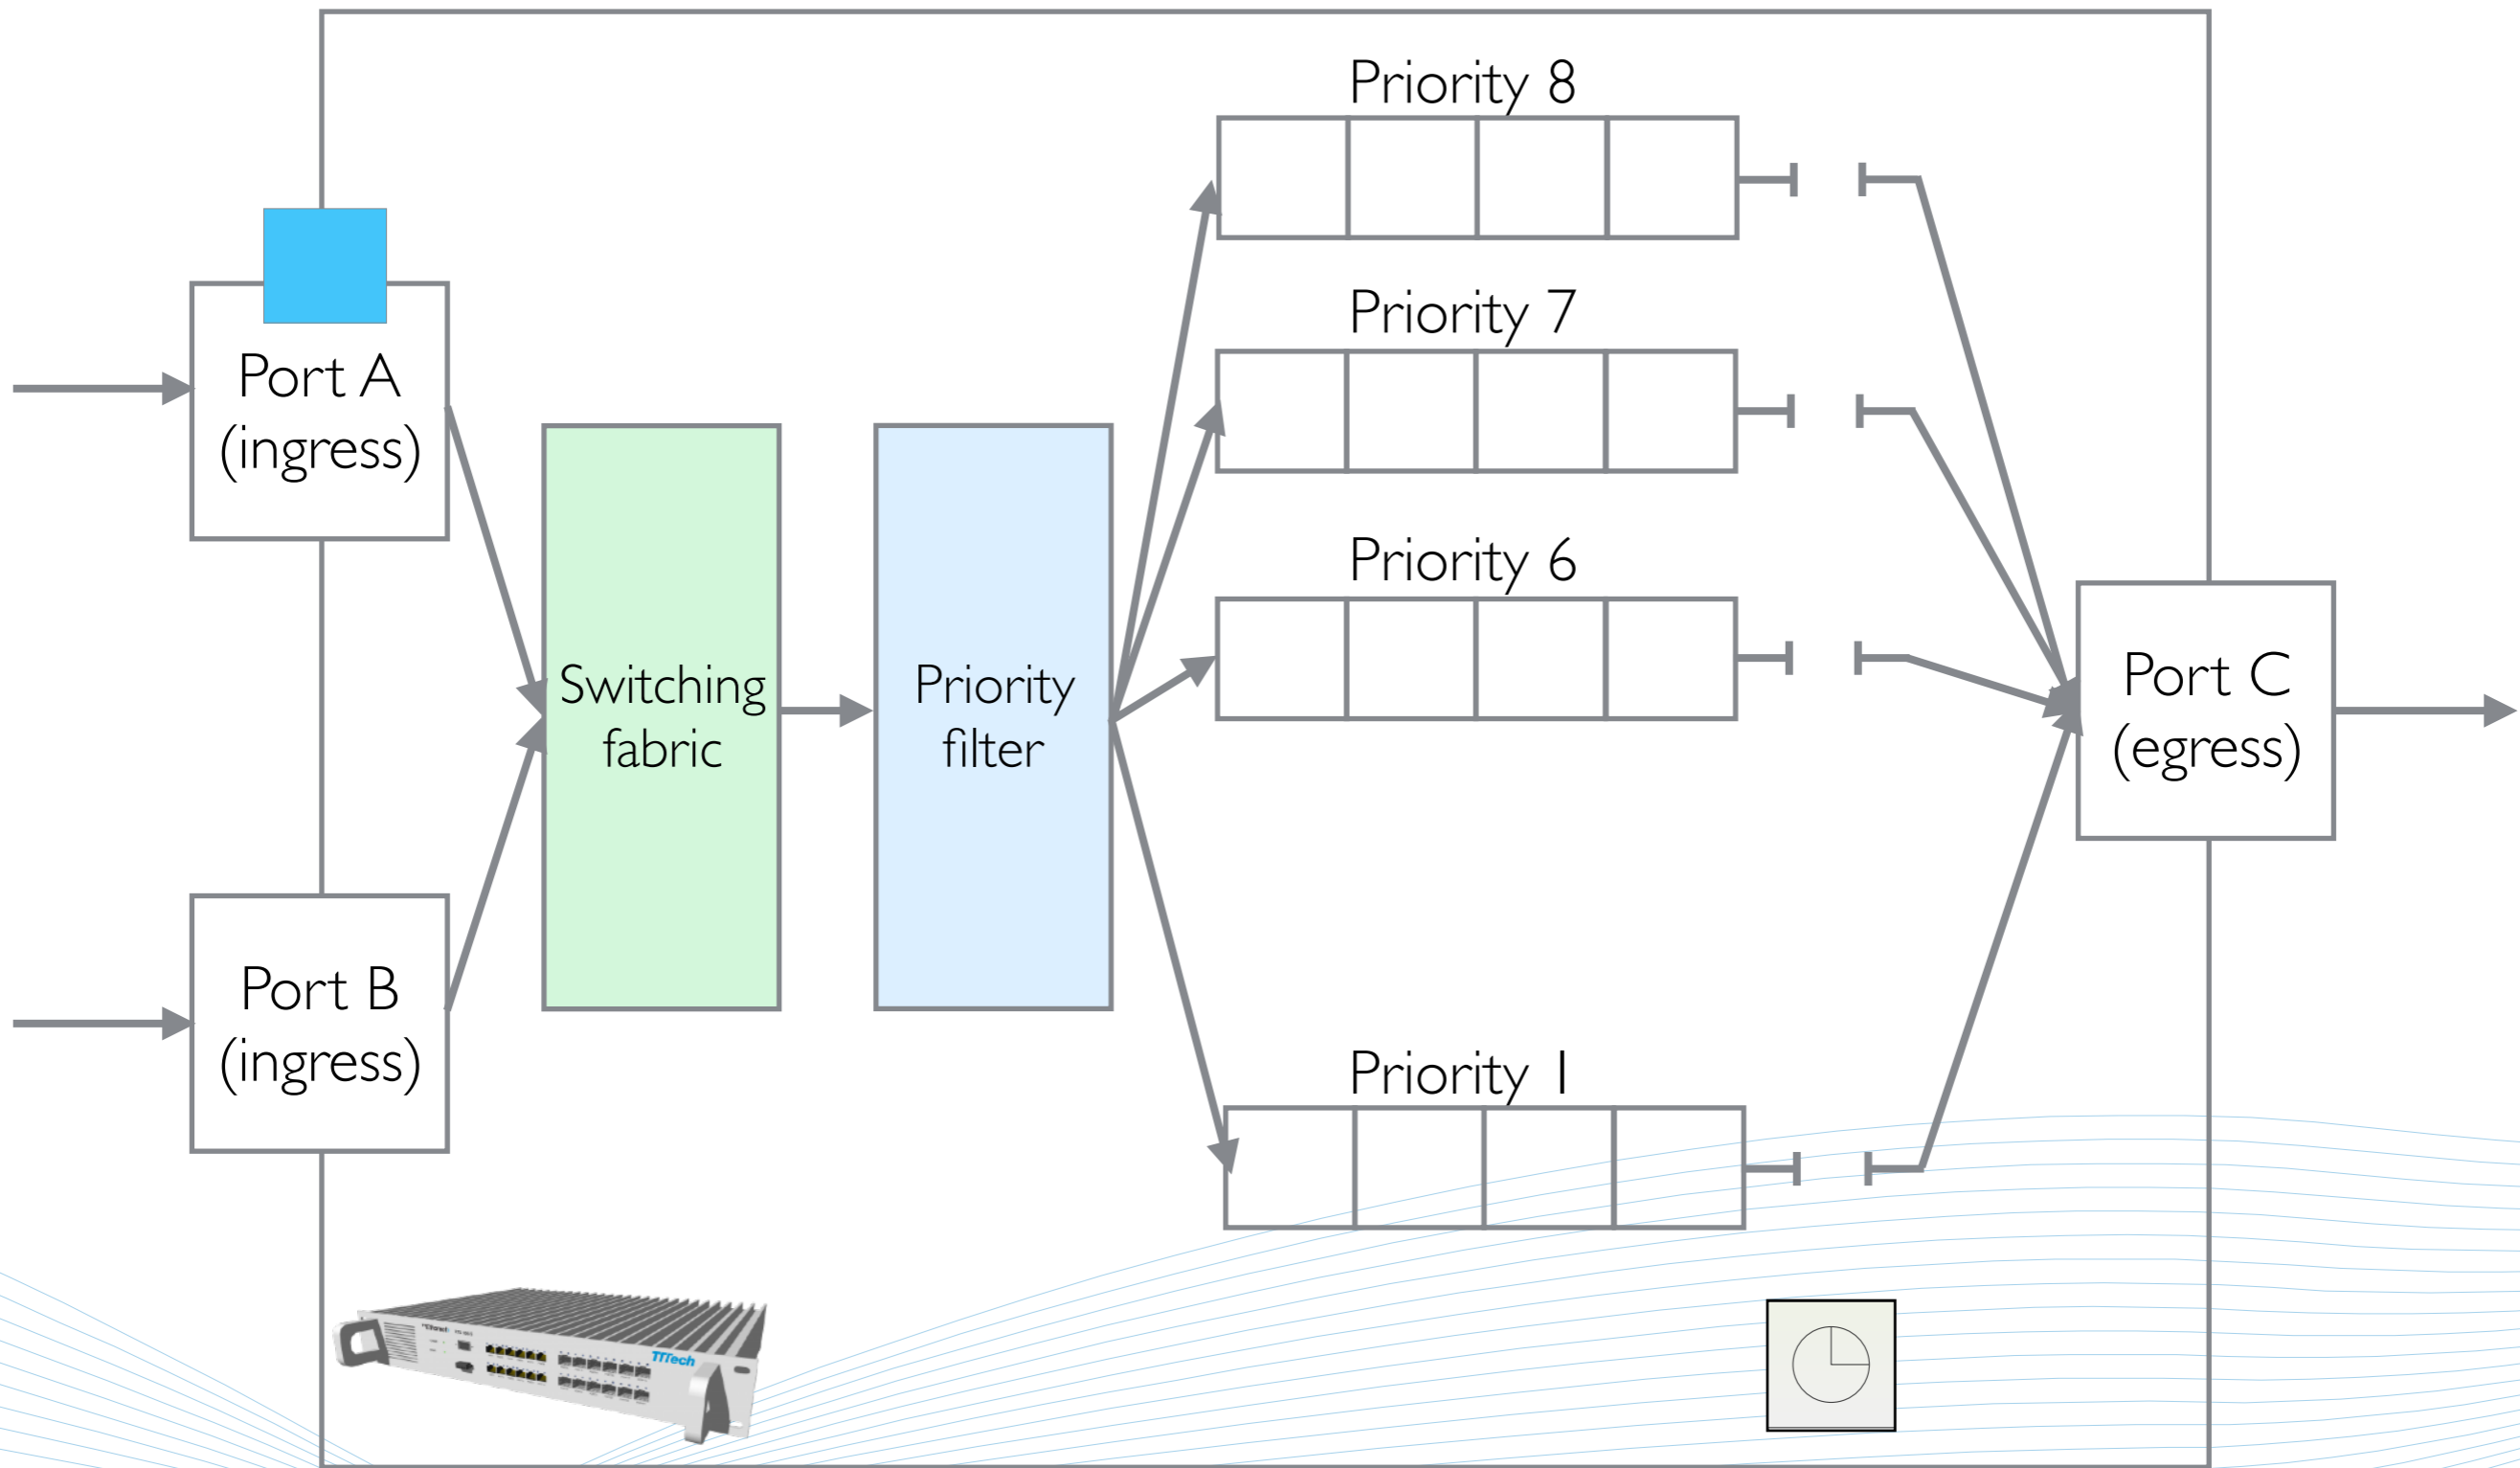 Priority 8
Priority 7
Port A
(ingress)
Priority 6
Switching
fabric
Priority
filter
Port C
(egress)
Port B
(ingress)
Priority 1
TTTech